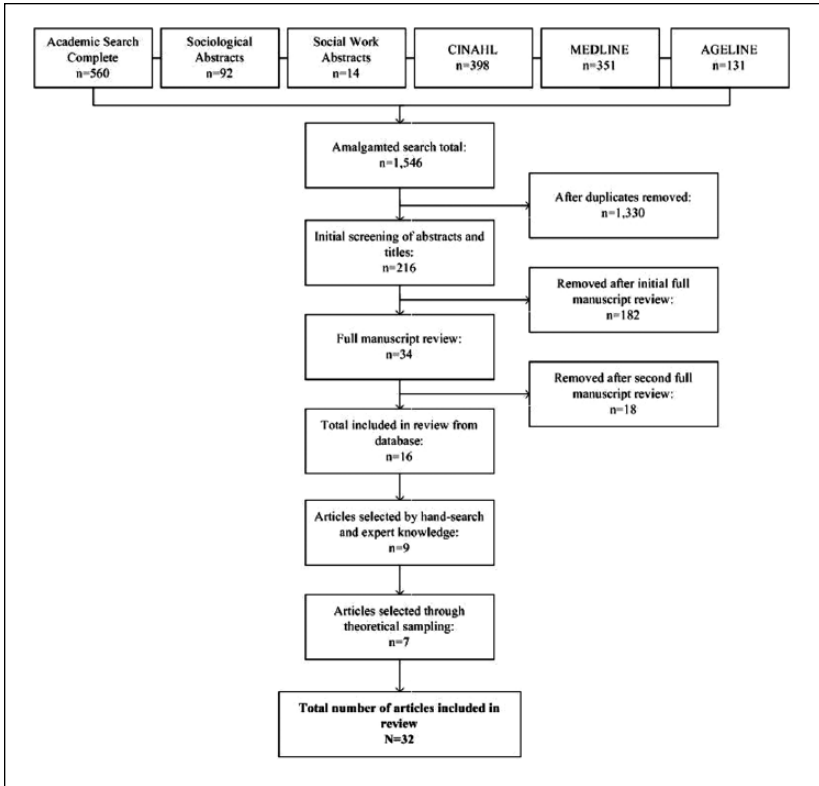 Academic Search
Complete
n=560
Sociological
Abstracts
n=92
Social Work
Abstracts
n=14
CINAHL
n=398
MEDLINE
n=351
AGELINE
n=131
Amalgamted search total:
n=1,546
After duplicates removed:
n=1,330
Initial screening of abstracts and
titles:
n=216
Removed after initial full
manuscript review:
n=182
Full manuscript review:
n=34
Removed after second full
manuscript review:
n=18
Total included in review from
database:
n=16
Articles selected by hand-search
and expert knowledge:
n=9
Articles selected through
theoretical sampling:
n=7
Total number of articles included in
review
N=32